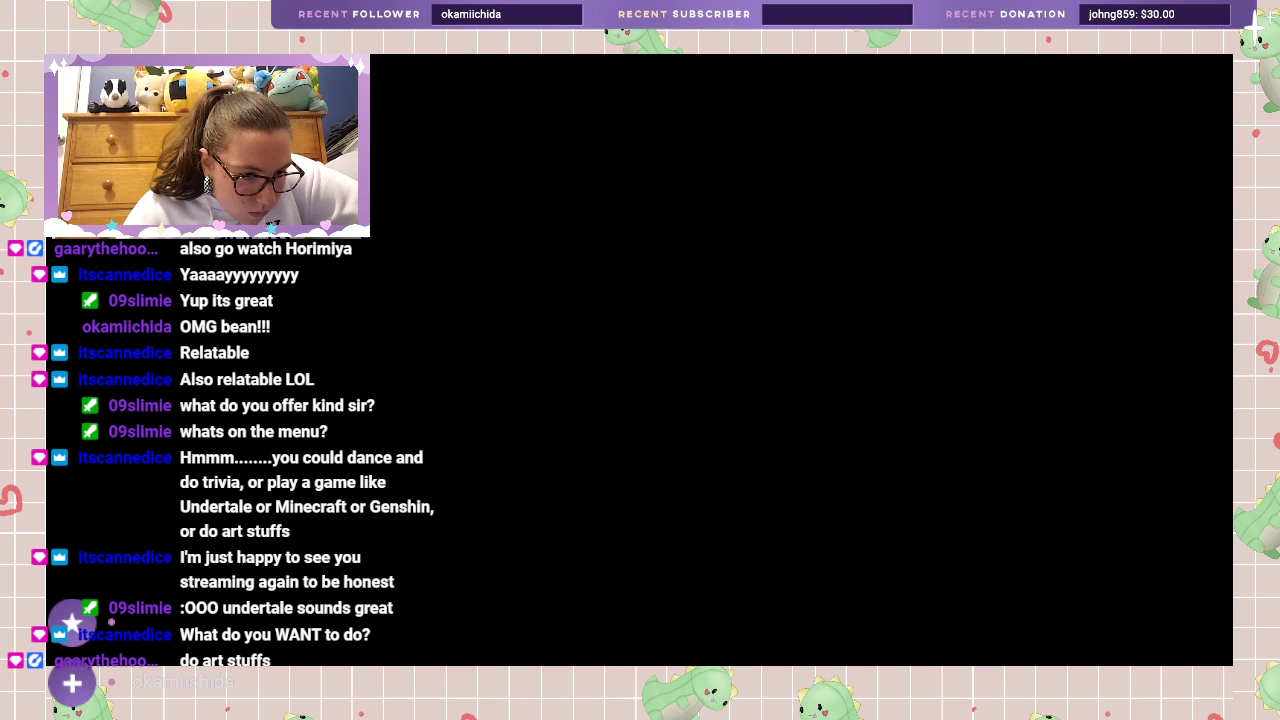 RECENT FOLLOWER okamiichida RECENT SUBSCRIBER RECENT DONATION johng859: $30.00
gaarythehoo... also go watch Horimiya
itscannedice Yaaaayyyyyyyyy
09slimie Yup its great
okamiichida OMG bean!!!
itscannedice Relatable
itscannedice Also relatable LOL
09slimie what do you offer kind sir?
09slimie whats on the menu?
itscannedice Hmmm........you could dance and
do trivia, or play a game like
Undertale or Minecraft or Genshin,
or do art stuffs
itscannedice I'm just happy to see you
streaming again to be honest
09slimie :OOO undertale sounds great
itscannedice What do you WANT to do?
gaarythehoo... do art stuffs
okamiichida